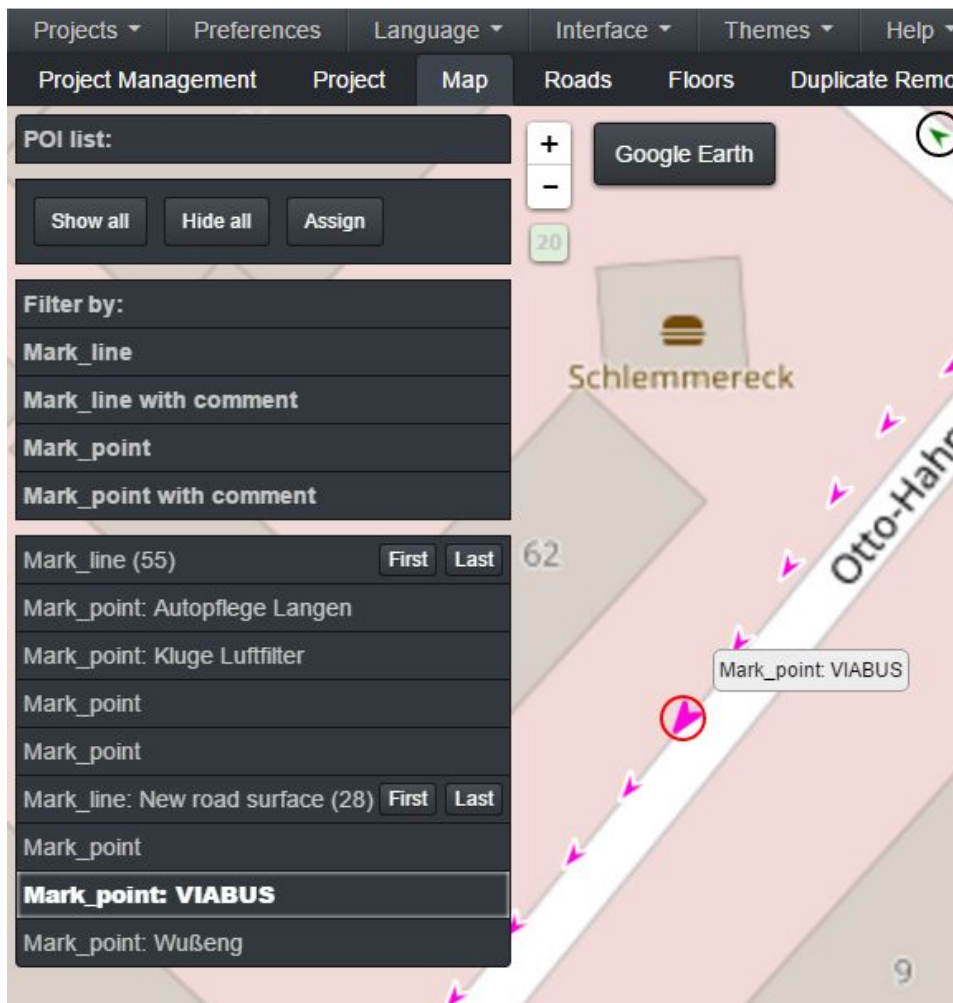 Projects Preferences Language Interface Themes Help
Project Management Project Map Roads Floors Duplicate Remo
POI list:
+
Google Earth
−
Show all Hide all Assign
20
Filter by:
Mark_line
Schlemmereck
Mark_line with comment
Mark_point
Mark_point with comment
Otto-Hahn
Mark_line (55) First Last
62
Mark_point: Autopflege Langen
Mark_point: Kluge Luftfilter
Mark_point: VIABUS
Mark_point
Mark_point
Mark_line: New road surface (28) First Last
Mark_point
Mark_point: VIABUS
Mark_point: Wußeng
9